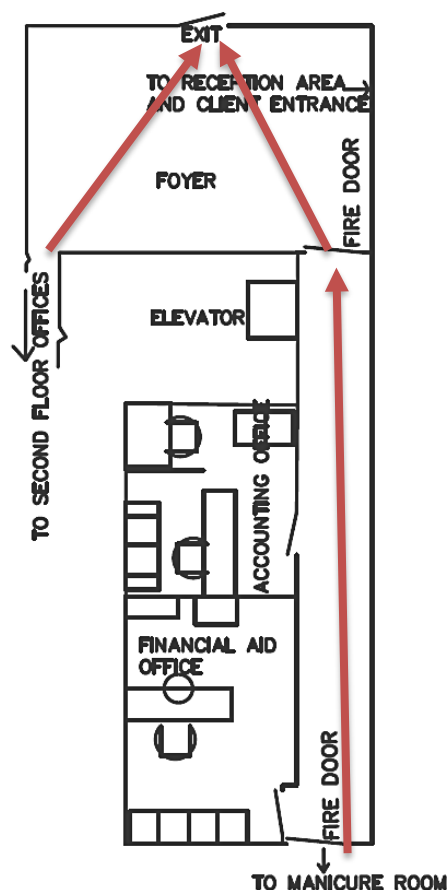 EXIT
TO RECEPTION AREA
AND CLIENT ENTRANCE
FOYER
FIRE DOOR
TO SECOND FLOOR OFFICES
ELEVATOR
ACCOUNTING OFFICE
FINANCIAL AID
OFFICE
FIRE DOOR
TO MANICURE ROOM